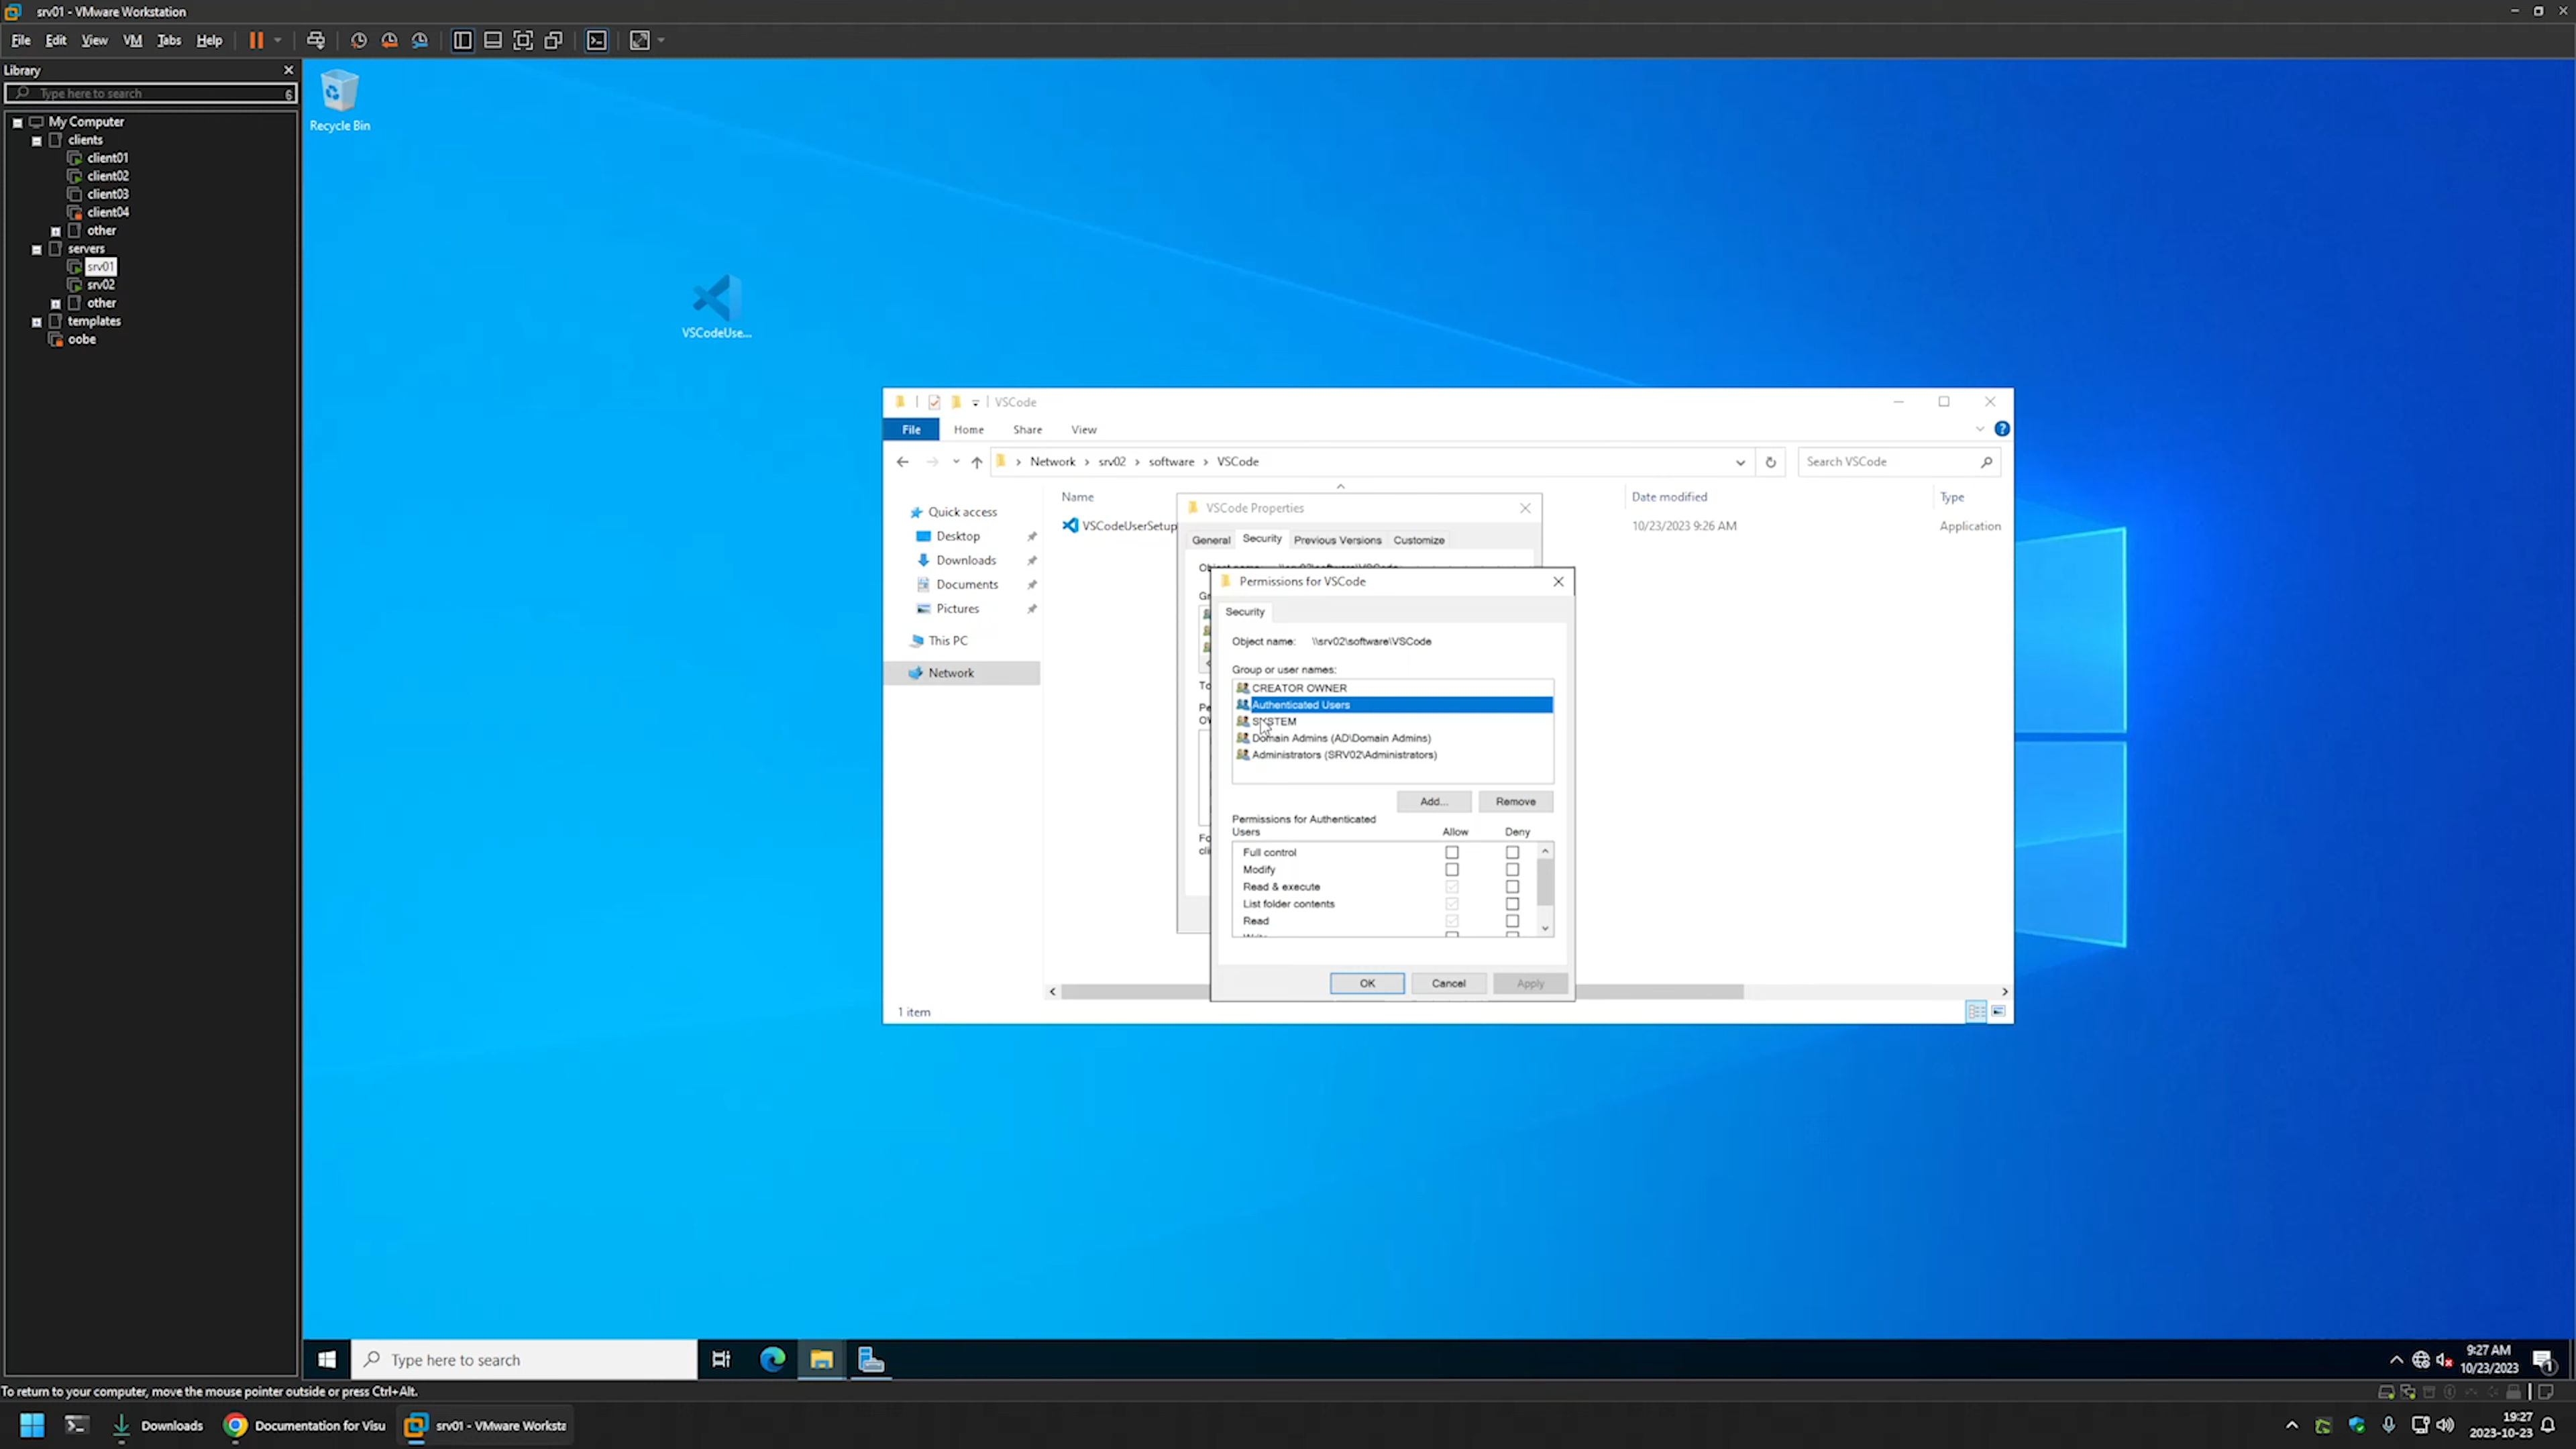 srv01 - VMware Workstation
File Edit View VM Tabs Help
Library
Type here to search
6
My Computer
clients
client01
client02
client03
client04
other
servers
srv01
srv02
other
templates
oobe
Recycle Bin
VSCodeUse...
VSCode
File Home Share View
Network srv02 software VSCode
Search VSCode
Name Date modified Type
VSCodeUserSetup 10/23/2023 9:26 AM Application
Quick access
Desktop
Downloads
Documents
Pictures
This PC
Network
VSCode Properties
General Security Previous Versions Customize
Permissions for VSCode
Security
Object name: \\srv02\software\VSCode
Group or user names:
CREATOR OWNER
Authenticated Users
SYSTEM
Domain Admins (AD\Domain Admins)
Administrators (SRV02\Administrators)
Add... Remove
Permissions for Authenticated
Users Allow Deny
Full control
Modify
Read & execute
List folder contents
Read
OK Cancel Apply
1 item
Type here to search
9:27 AM
10/23/2023
1
To return to your computer, move the mouse pointer outside or press Ctrl+Alt.
Downloads
Documentation for Visu
srv01 - VMwareWorksta
19:27
2023-10-23